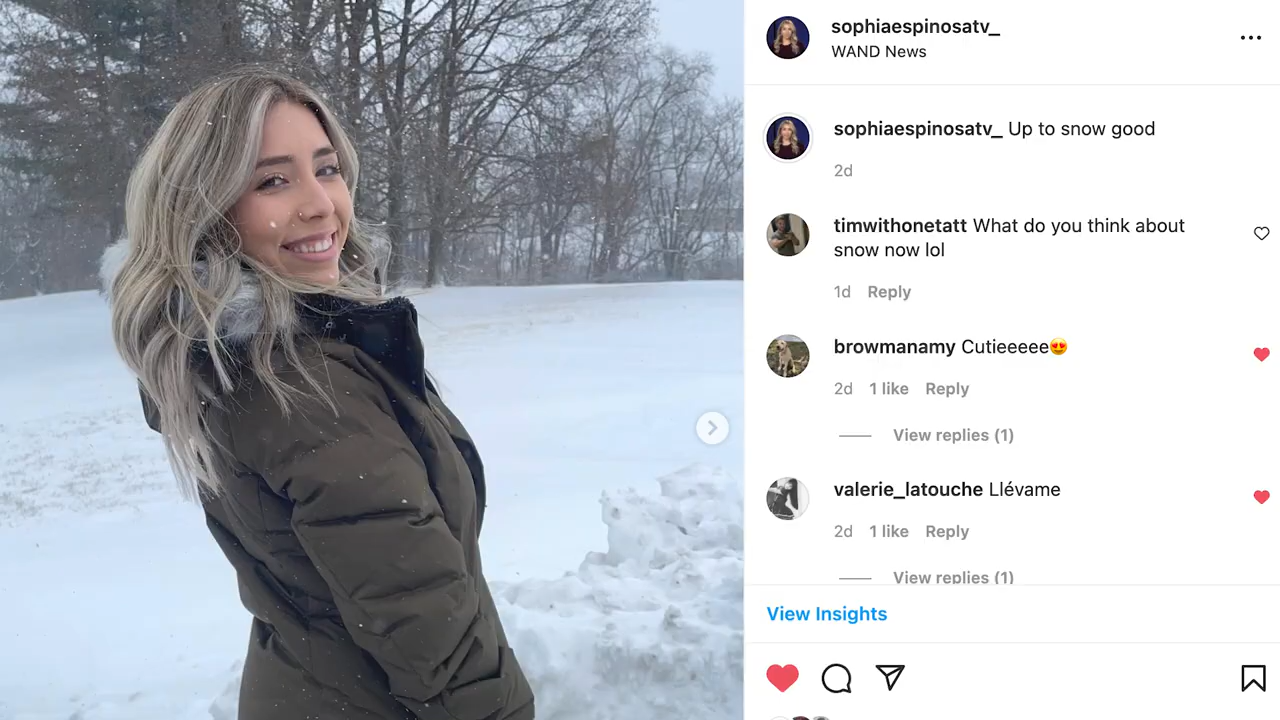 sophiaespinosatv_
WAND News
sophiaespinosatv_ Up to snow good
2d
timwithonetatt What do you think about
snow now lol
1d Reply
browmanamy Cutieeeee😍
2d 1 like Reply
View replies (1)
valerie_latouche Llévame
2d 1 like Reply
View replies (1)
View Insights